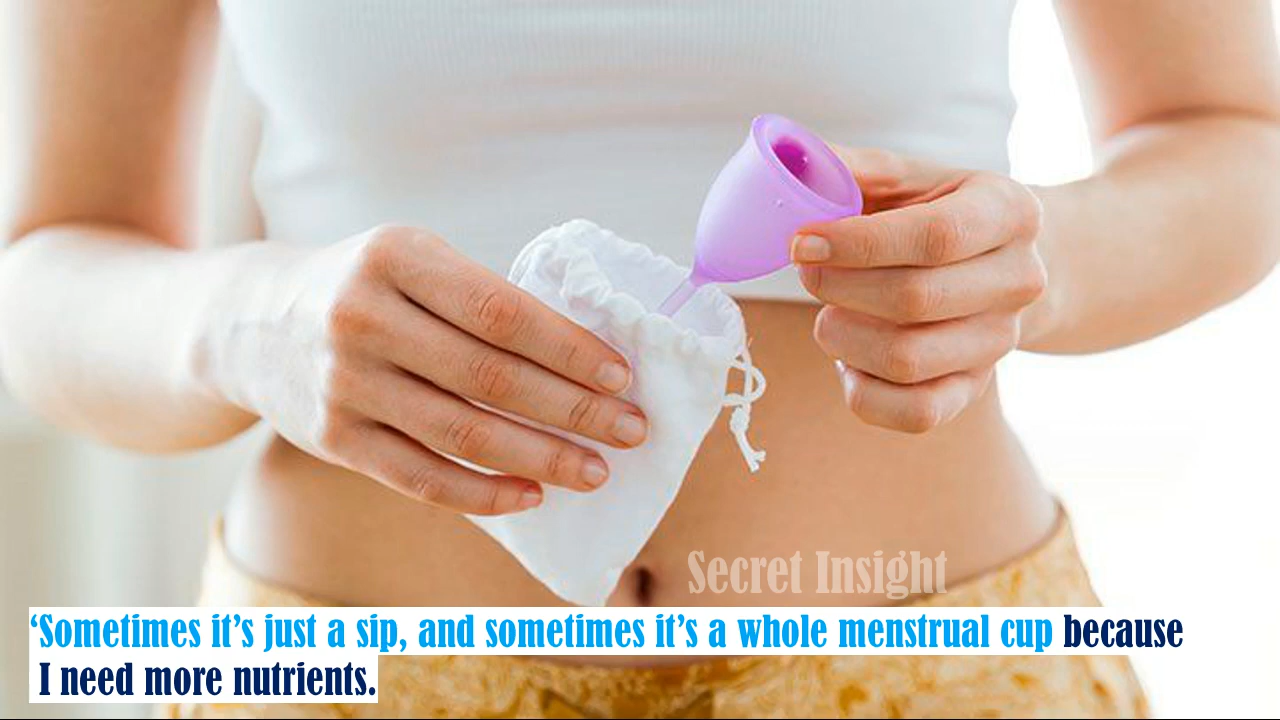 Secret Insight
‘Sometimes it’s just a sip, and sometimes it’s a whole menstrual cup because
I need more nutrients.